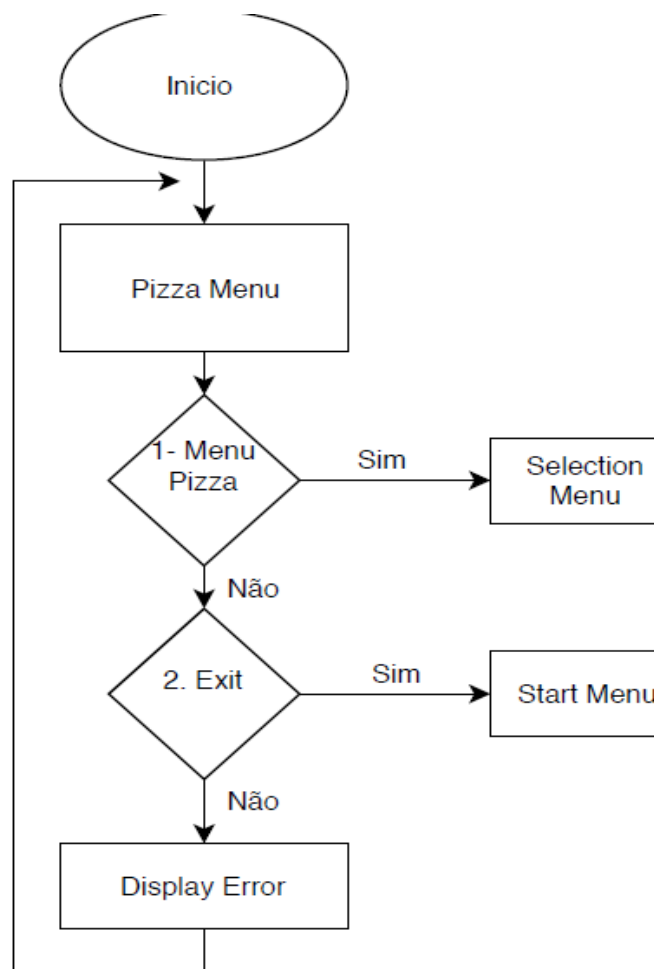 Inicio
Pizza Menu
1- Menu
Pizza
Sim
Selection
Menu
Não
2. Exit
Sim
Start Menu
Não
Display Error